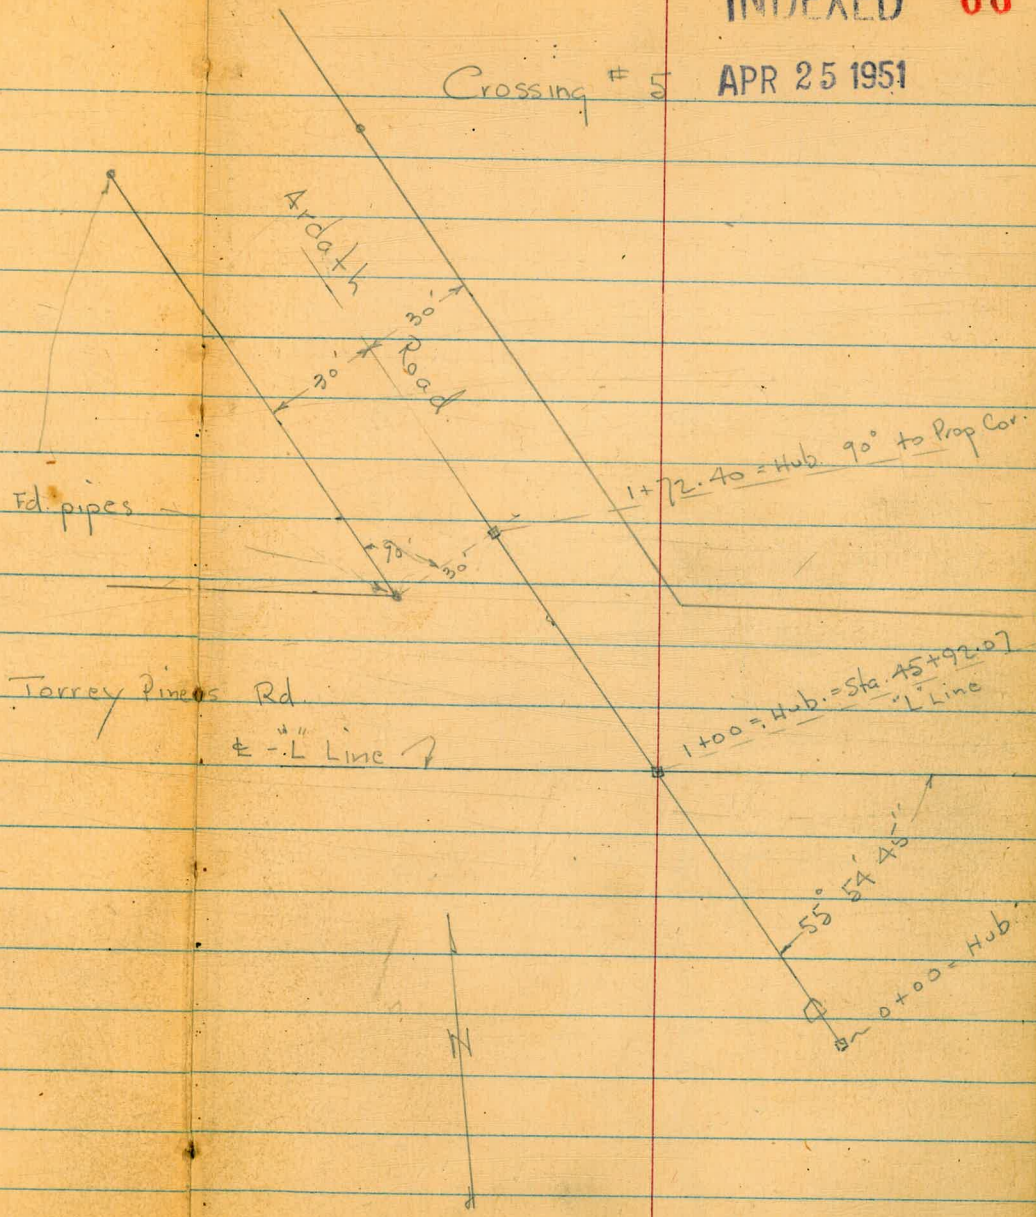 INDEXED 66
APR 25 1951
Crossing # 5
Ardath
Road
30'
30'
1+72.40 = Hub. 90° to Prop Cor.
Fd. pipes
90°
30'
1+00 = Hub. = Sta. 45+92.07
"L" Line
Torrey Pines Rd.
℄ - "L" Line
55° 54' 45"
0+00 = Hub.
N